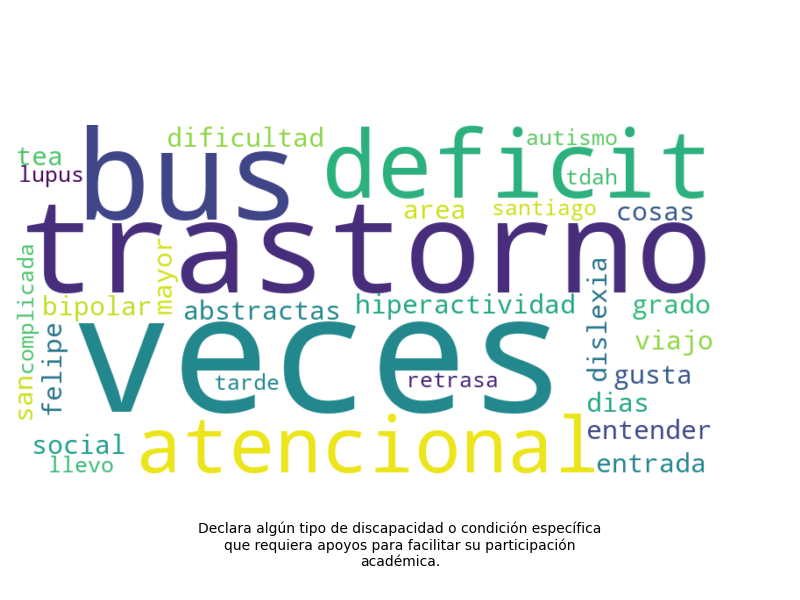 dificultad
autismo
tea
lupus
bus
deficit
tdah
area
santiago
cosas
trastorno
mayor
complicada
bipolar
abstractas
hiperactividad
dislexia
grado
san
felipe
veces
viajo
tarde
retrasa
gusta
dias
atencional
entender
social
llevo
entrada
Declara algún tipo de discapacidad o condición específica
que requiera apoyos para facilitar su participación
académica.